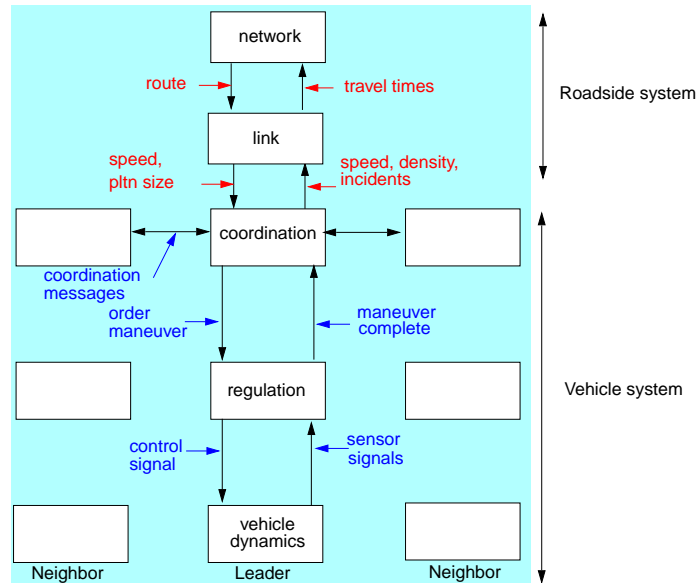 network
route
travel times
Roadside system
link
speed,
pltn size
speed, density,
incidents
coordination
coordination
messages
order
maneuver
maneuver
complete
regulation
Vehicle system
control
signal
sensor
signals
vehicle
dynamics
Neighbor
Leader
Neighbor